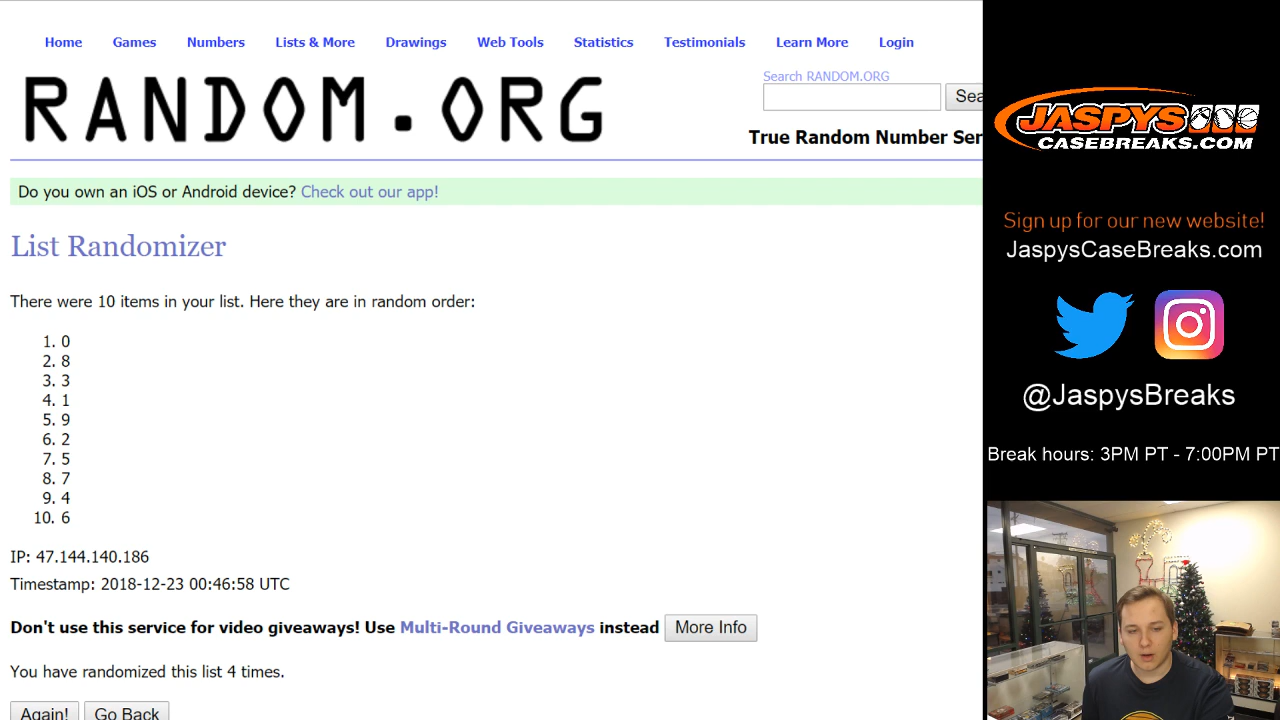 Home Games Numbers Lists & More Drawings Web Tools Statistics Testimonials Learn More Login
RANDOM.ORG
Search RANDOM.ORG
Sea
True Random Number Ser
Do you own an iOS or Android device? Check out our app!
List Randomizer
There were 10 items in your list. Here they are in random order:
1. 0
2. 8
3. 3
4. 1
5. 9
6. 2
7. 5
8. 7
9. 4
10. 6
IP: 47.144.140.186
Timestamp: 2018-12-23 00:46:58 UTC
Don't use this service for video giveaways! Use Multi-Round Giveaways instead More Info
You have randomized this list 4 times.
Again! Go Back
JASPYS
CASEBREAKS.COM
Sign up for our new website!
JaspysCaseBreaks.com
@JaspysBreaks
Break hours: 3PM PT - 7:00PM PT